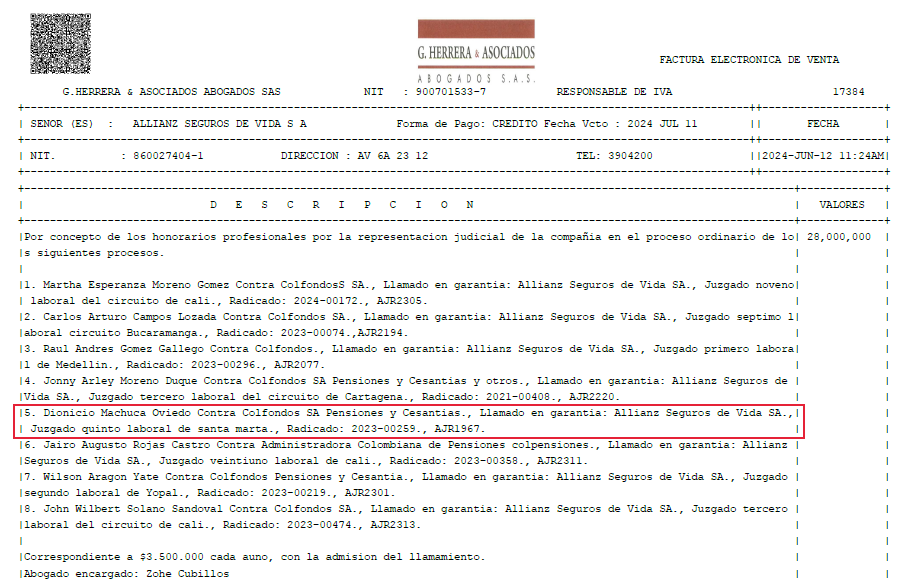 G. HERRERA & ASOCIADOS
ABOGADOS S.A.S.
FACTURA ELECTRONICA DE VENTA
G.HERRERA & ASOCIADOS ABOGADOS SAS NIT : 900701533-7 RESPONSABLE DE IVA 17384
SENOR (ES) : ALLIANZ SEGUROS DE VIDA S A Forma de Pago: CREDITO Fecha Vcto : 2024 JUL 11 FECHA
NIT. : 860027404-1 DIRECCION : AV 6A 23 12 TEL: 3904200 2024-JUN-12 11:24AM
D E S C R I P C I O N VALORES
Por concepto de los honorarios profesionales por la representacion judicial de la compañia en el proceso ordinario de lo 28,000,000
s siguientes procesos.
1. Martha Esperanza Moreno Gomez Contra ColfondosS SA., Llamado en garantia: Allianz Seguros de Vida SA., Juzgado noveno
laboral del circuito de cali., Radicado: 2024-00172., AJR2305.
2. Carlos Arturo Campos Lozada Contra Colfondos SA., Llamado en garantia: Allianz Seguros de Vida SA., Juzgado septimo l
aboral circuito Bucaramanga., Radicado: 2023-00074.,AJR2194.
3. Raul Andres Gomez Gallego Contra Colfondos., Llamado en garantia: Allianz Seguros de Vida SA., Juzgado primero labora
l de Medellin., Radicado: 2023-00296., AJR2077.
4. Jonny Arley Moreno Duque Contra Colfondos SA Pensiones y Cesantias y otros., Llamado en garantia: Allianz Seguros de
Vida SA., Juzgado tercero laboral del circuito de Cartagena., Radicado: 2021-00408., AJR2220.
5. Dionicio Machuca Oviedo Contra Colfondos SA Pensiones y Cesantias., Llamado en garantia: Allianz Seguros de Vida SA.,
Juzgado quinto laboral de santa marta., Radicado: 2023-00259., AJR1967.
6. Jairo Augusto Rojas Castro Contra Administradora Colombiana de Pensiones colpensiones., Llamado en garantia: Allianz
Seguros de Vida SA., Juzgado veintiuno laboral de cali., Radicado: 2023-00358., AJR2311.
7. Wilson Aragon Yate Contra Colfondos Pensiones y Cesantia., Llamado en garantia: Allianz Seguros de Vida SA., Juzgado
segundo laboral de Yopal., Radicado: 2023-00219., AJR2301.
8. John Wilbert Solano Sandoval Contra Colfondos SA., Llamado en garantia: Allianz Seguros de Vida SA., Juzgado tercero
laboral del circuito de cali., Radicado: 2023-00474., AJR2313.
Correspondiente a $3.500.000 cada auno, con la admision del llamamiento.
Abogado encargado: Zohe Cubillos